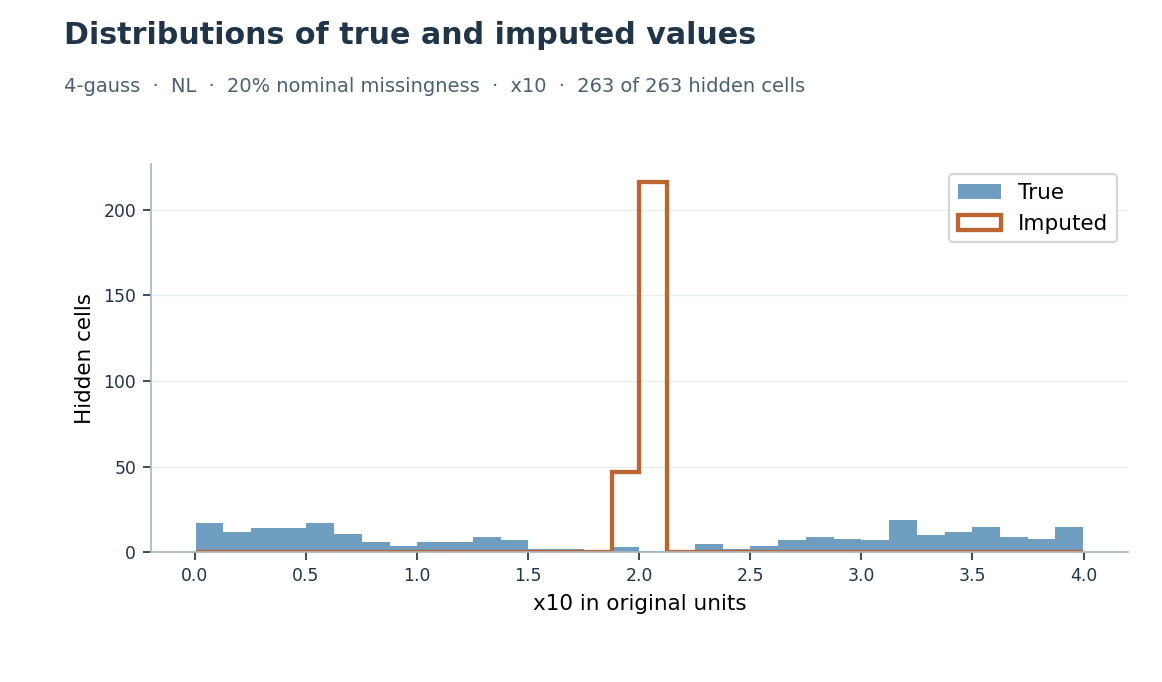 Distributions of true and imputed values
4-gauss · NL · 20% nominal missingness · x10 · 263 of 263 hidden cells
True
Imputed
Hidden cells
200
150
100
50
0
0.0 0.5 1.0 1.5 2.0 2.5 3.0 3.5 4.0
x10 in original units